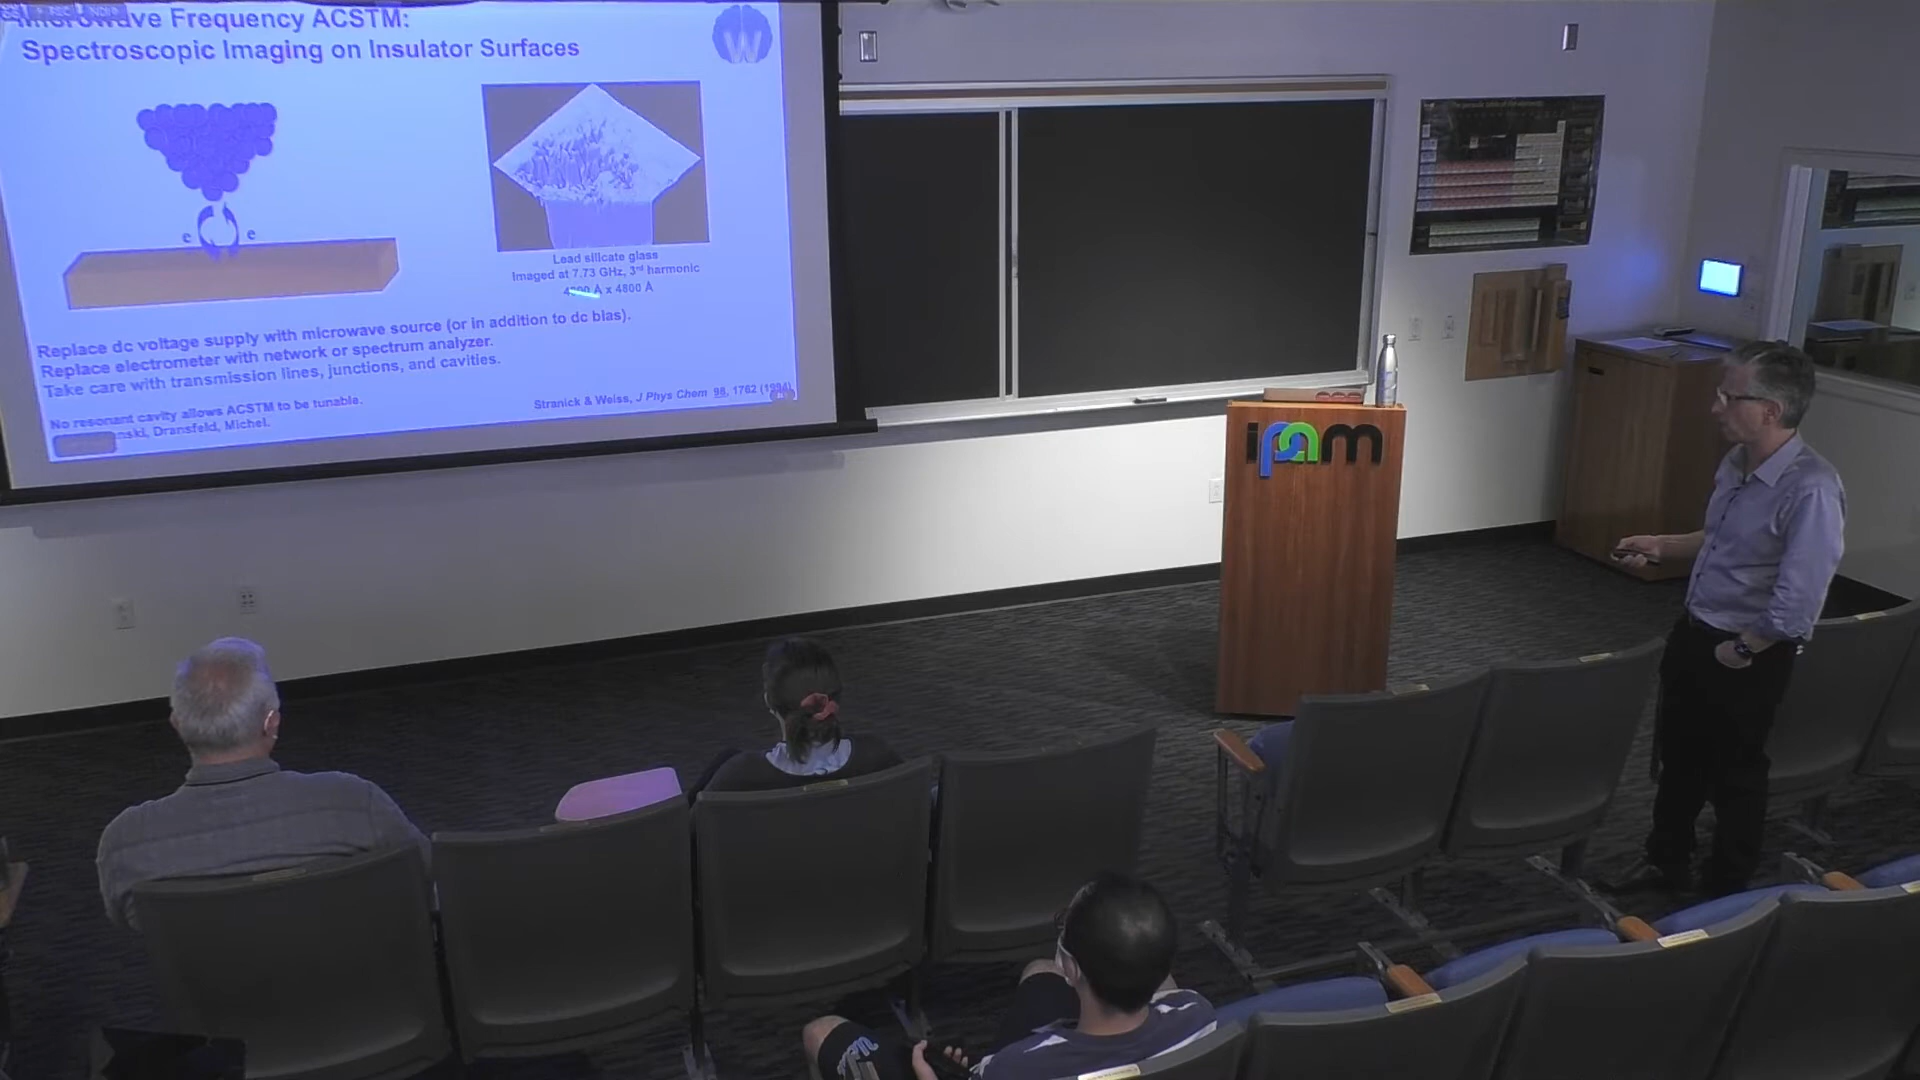 Microwave Frequency ACSTM:
Spectroscopic Imaging on Insulator Surfaces
W
e e
Lead silicate glass
Imaged at 7.73 GHz, 3rd harmonic
4800 Å x 4800 Å
Replace dc voltage supply with microwave source (or in addition to dc bias).
Replace electrometer with network or spectrum analyzer.
Take care with transmission lines, junctions, and cavities.
No resonant cavity allows ACSTM to be tunable.
Dransfeld, Michel.
Stranick & Weiss, J Phys Chem 98, 1762 (1994)
ipam